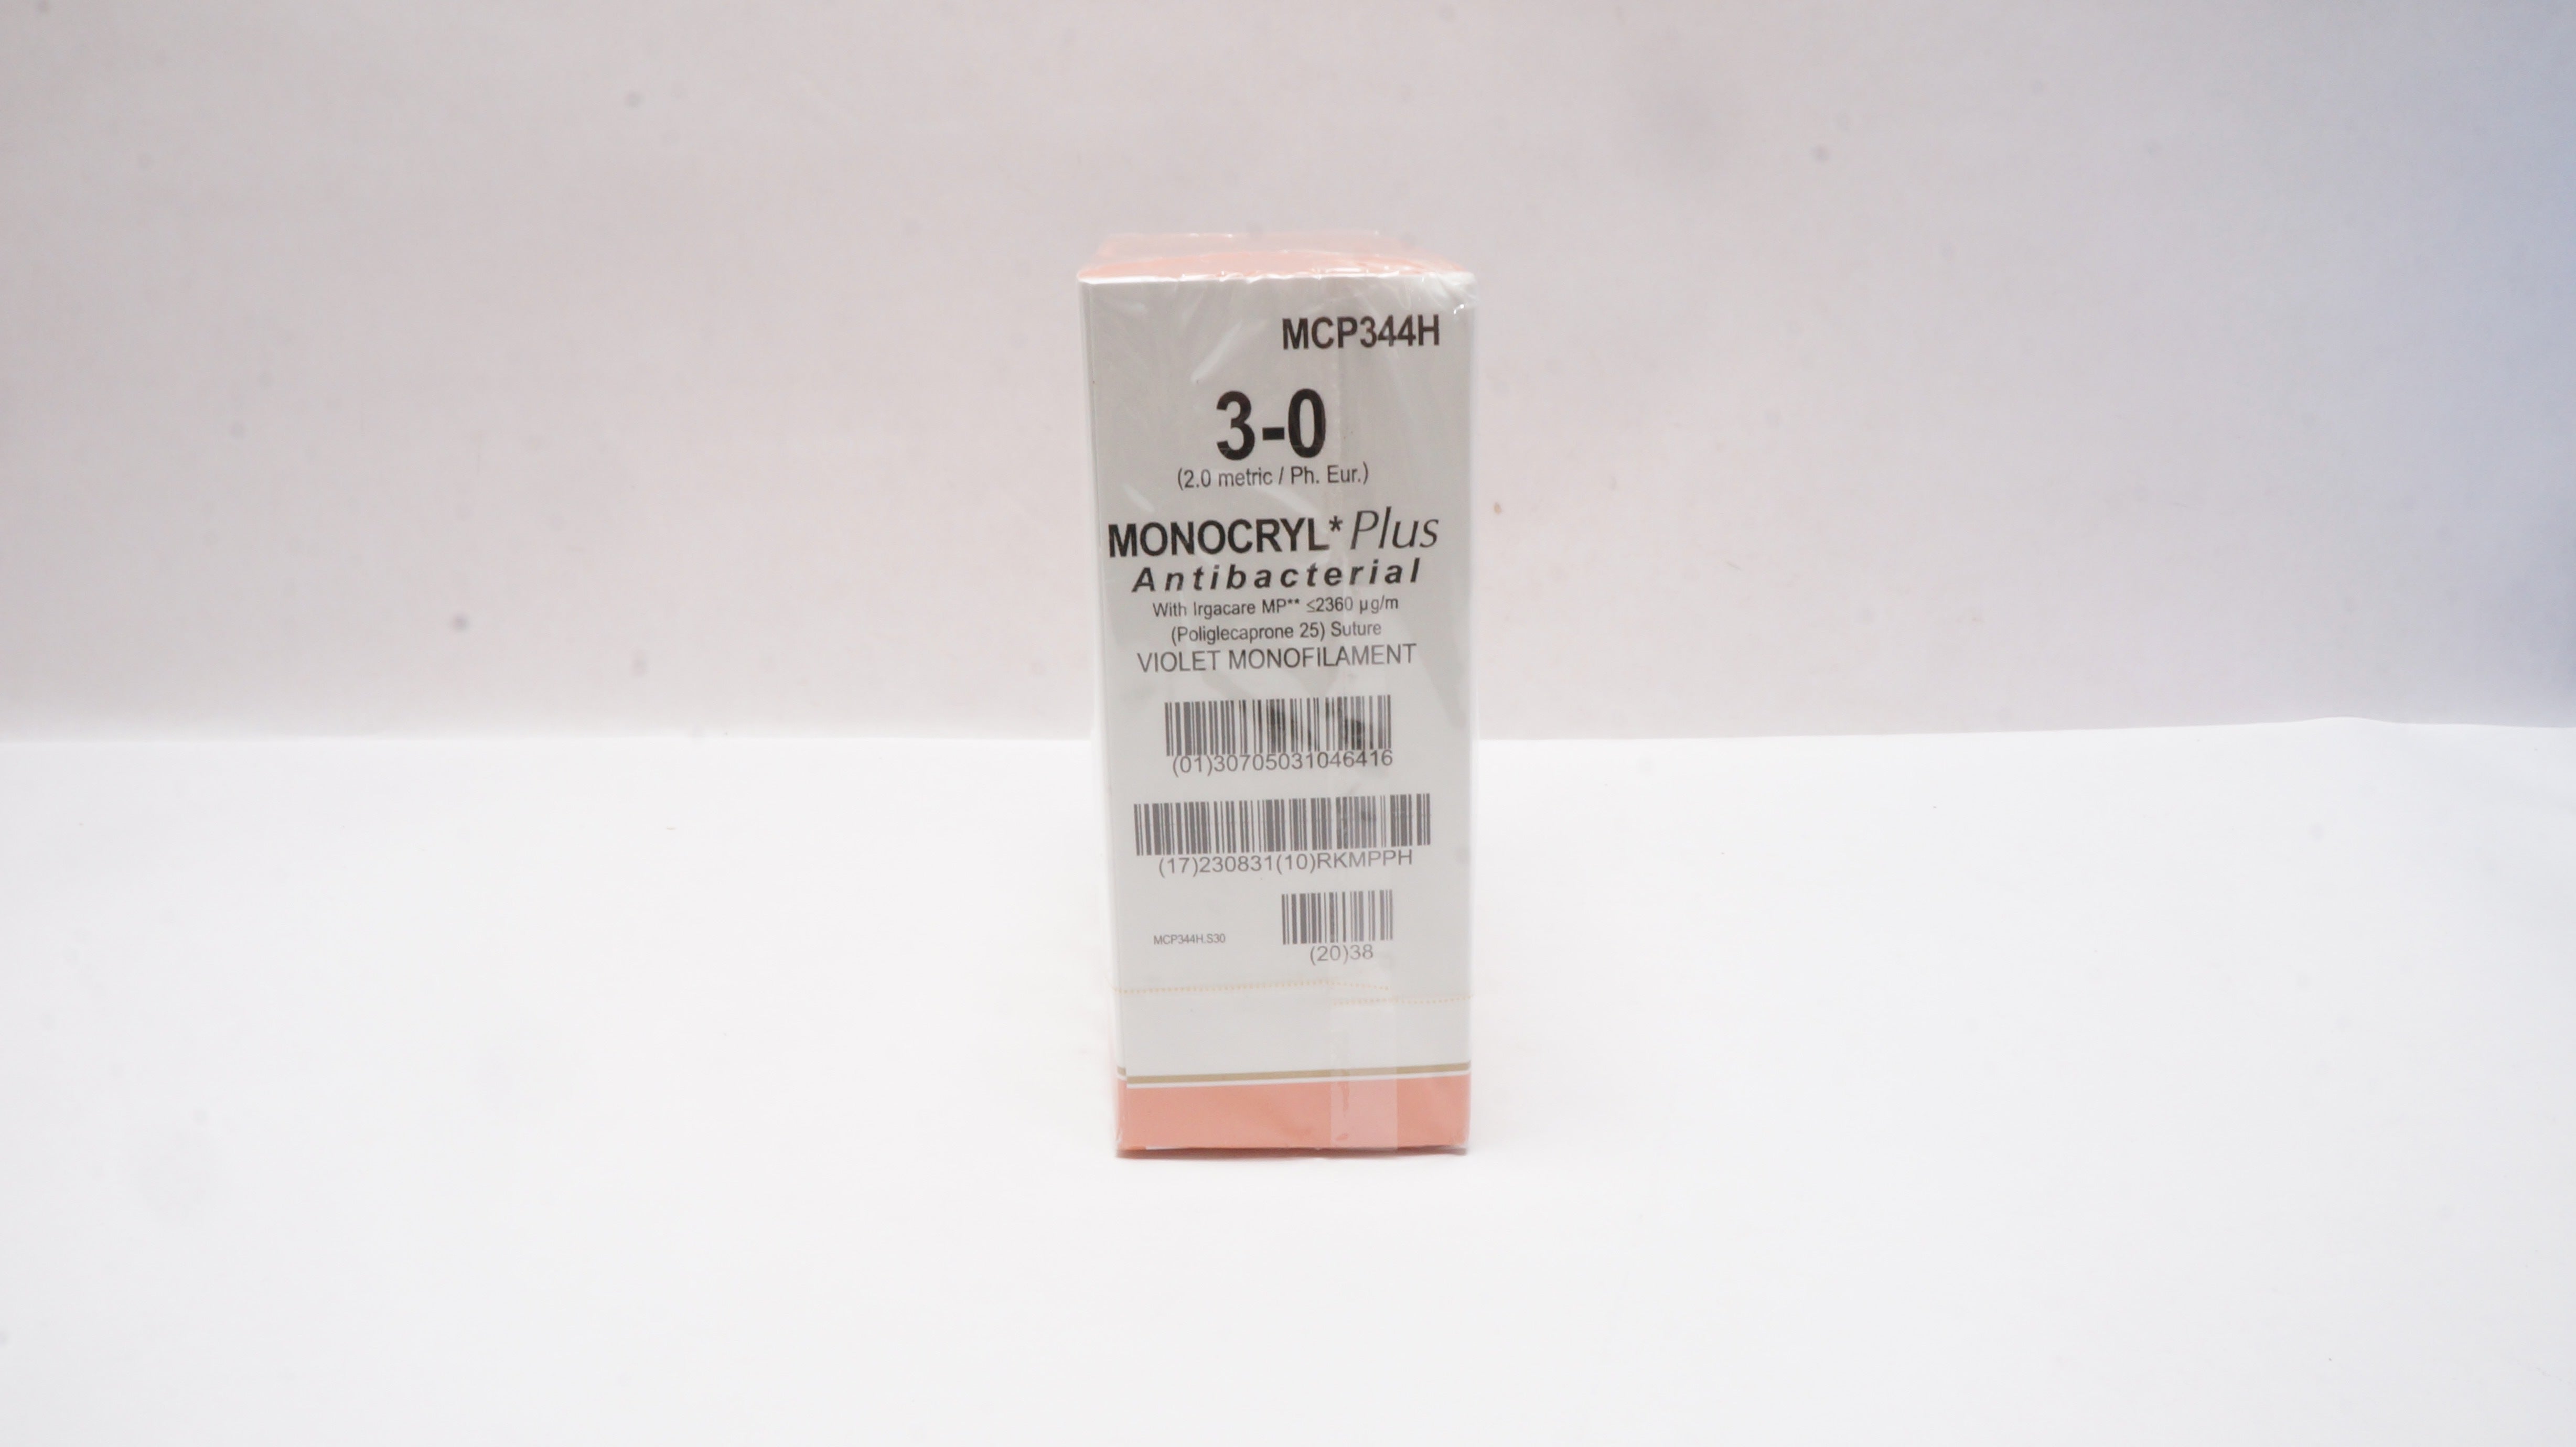 MCP344H
3-0
(2.0 metric / Ph. Eur.)
MONOCRYL* Plus
Antibacterial
With Irgacare MP** ≤2360 µg/m
(Poliglecaprone 25) Suture
VIOLET MONOFILAMENT
(01)30705031046416
(17)230831(10)RKMPPH
MCP344H.S30
(20)38